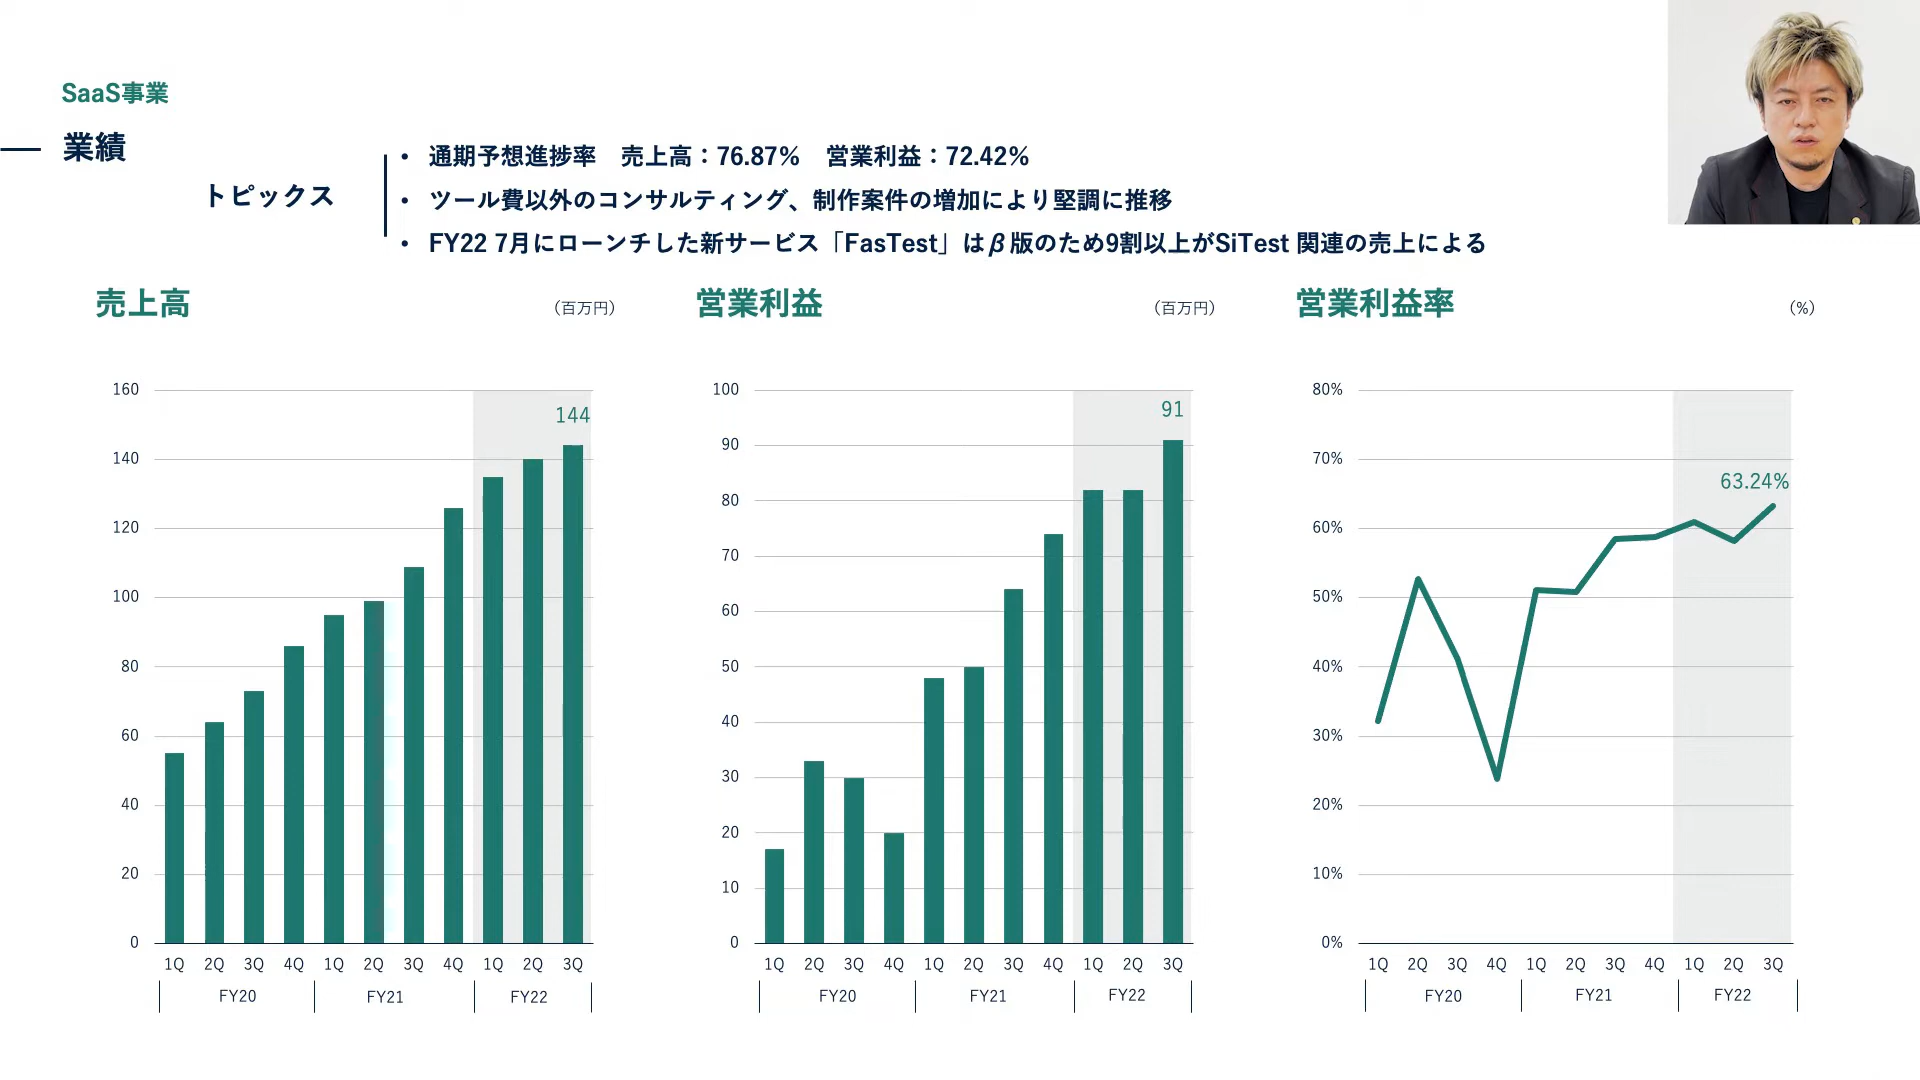 SaaS事業
業績
トピックス
• 通期予想進捗率 売上高：76.87% 営業利益：72.42%
• ツール費以外のコンサルティング、制作案件の増加により堅調に推移
• FY22 7月にローンチした新サービス「FasTest」はβ版のため9割以上がSiTest 関連の売上による
売上高 （百万円）
160
140
120
100
80
60
40
20
0
144
1Q 2Q 3Q 4Q 1Q 2Q 3Q 4Q 1Q 2Q 3Q
FY20 FY21 FY22
営業利益 （百万円）
100
90
80
70
60
50
40
30
20
10
0
91
1Q 2Q 3Q 4Q 1Q 2Q 3Q 4Q 1Q 2Q 3Q
FY20 FY21 FY22
営業利益率 （%）
80%
70%
60%
50%
40%
30%
20%
10%
0%
63.24%
1Q 2Q 3Q 4Q 1Q 2Q 3Q 4Q 1Q 2Q 3Q
FY20 FY21 FY22